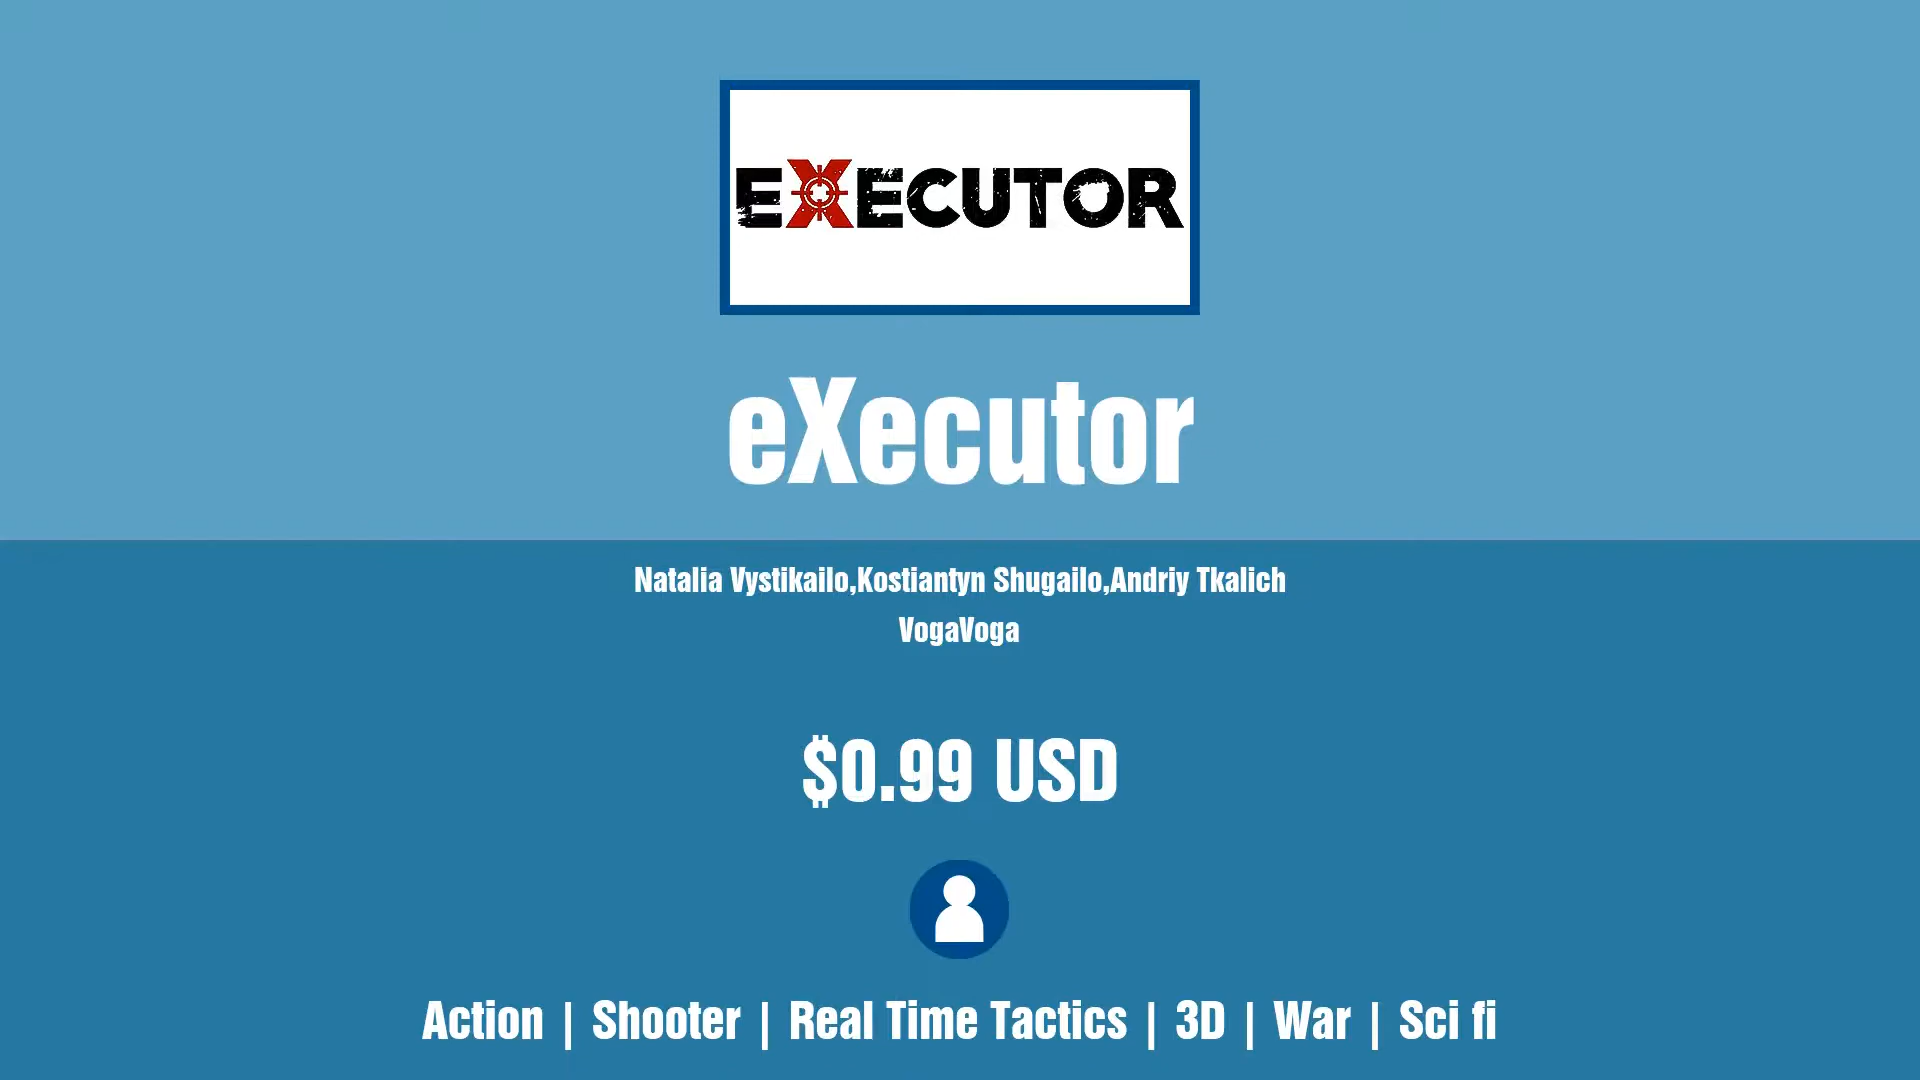 EXECUTOR
eXecutor
Natalia Vystikailo,Kostiantyn Shugailo,Andriy Tkalich
VogaVoga
$0.99 USD
Action | Shooter | Real Time Tactics | 3D | War | Sci fi